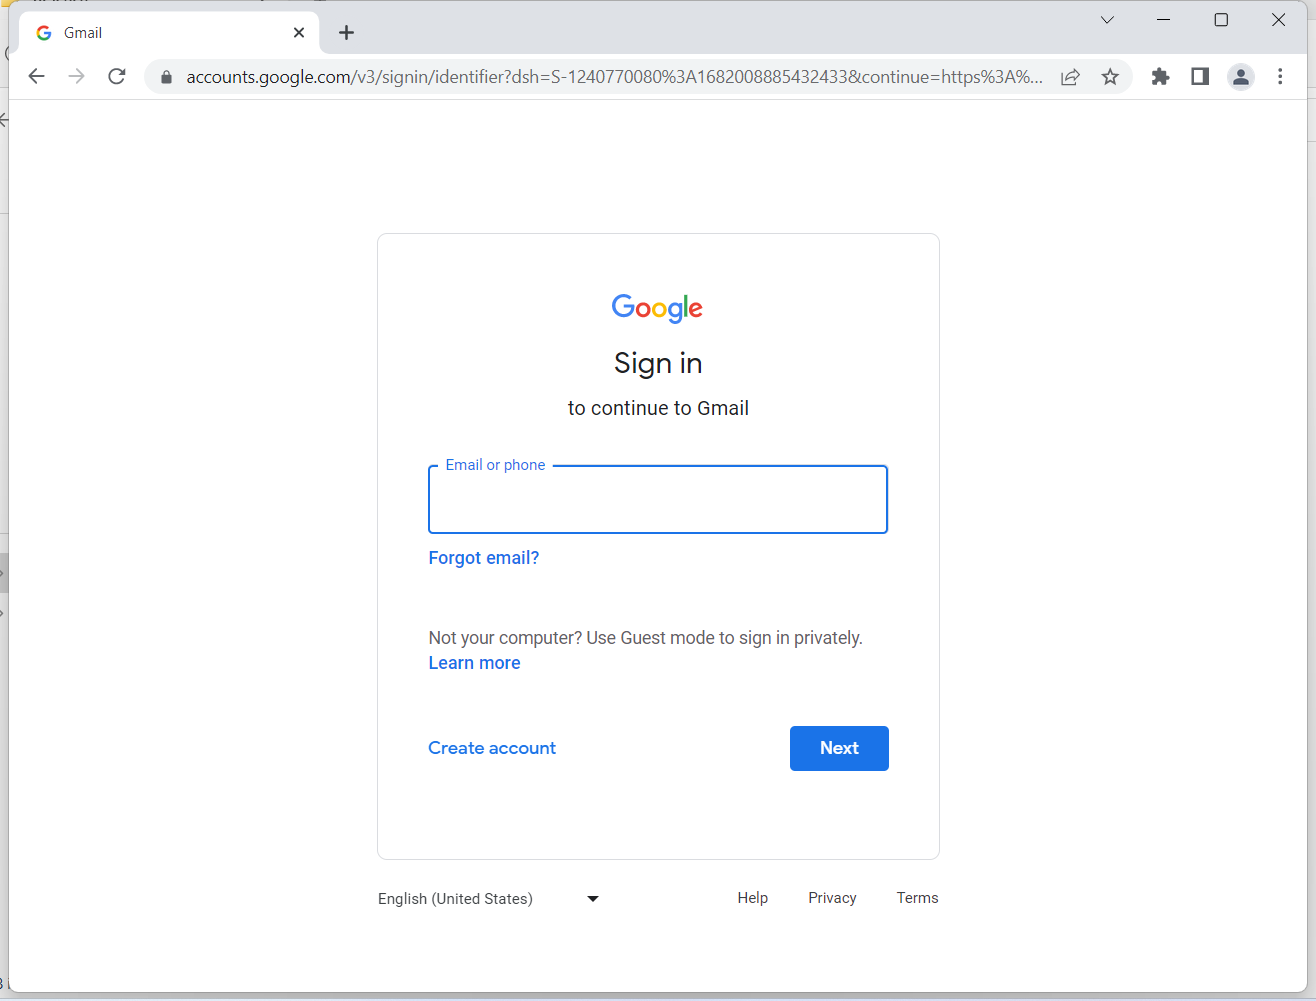 Gmail
accounts.google.com/v3/signin/identifier?dsh=S-1240770080%3A1682008885432433&continue=https%3A%...
Google
Sign in
to continue to Gmail
Email or phone
Forgot email?
Not your computer? Use Guest mode to sign in privately.
Learn more
Create account
Next
English (United States)
Help
Privacy
Terms